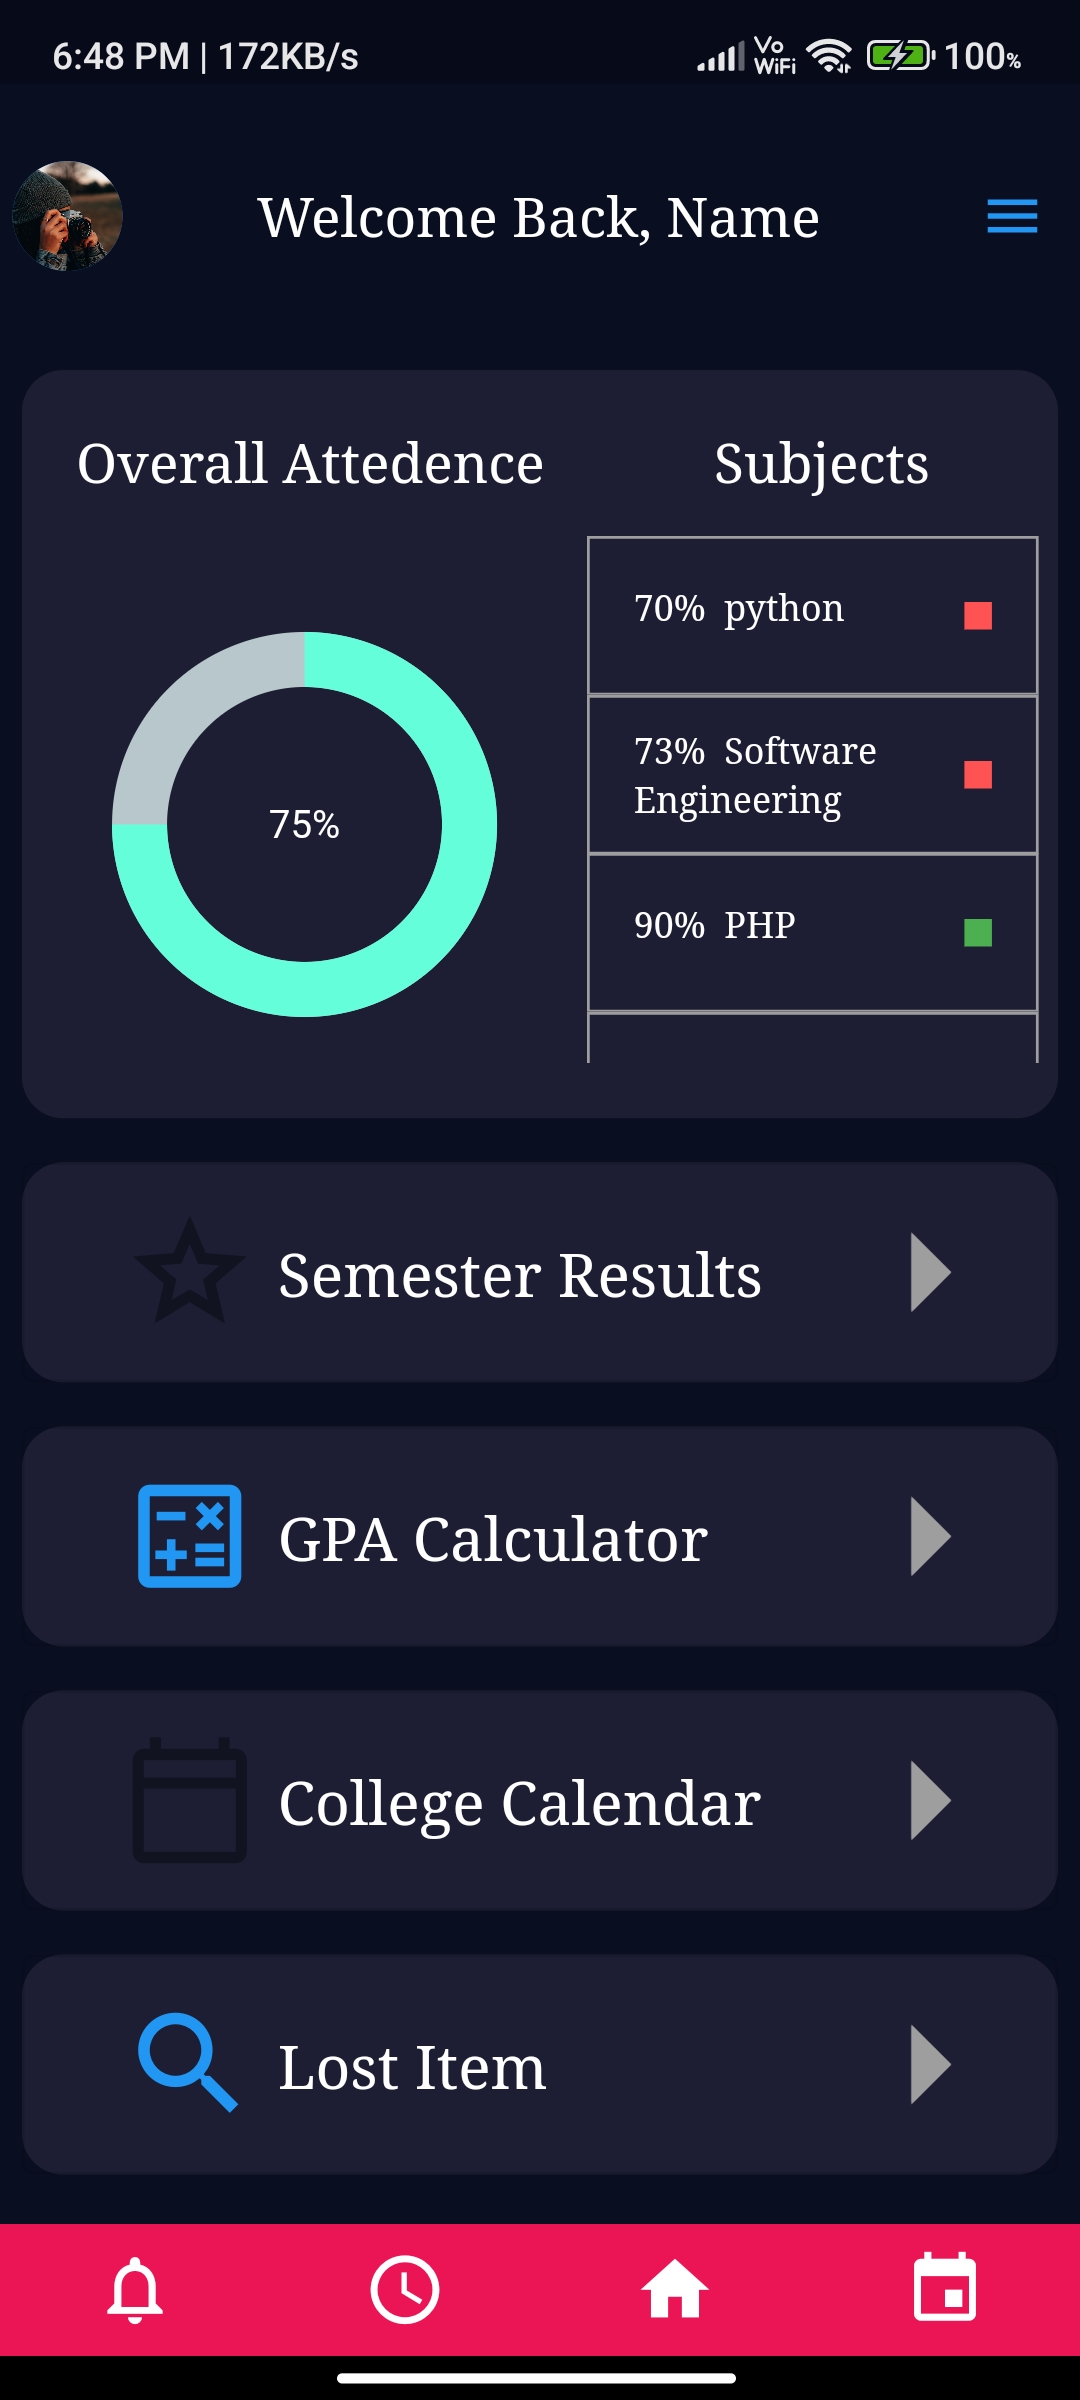 6:48 PM | 172KB/s
Vo
WiFi
100%
Welcome Back, Name
Overall Attedence
Subjects
75%
70% python
73% Software
Engineering
90% PHP
Semester Results
GPA Calculator
College Calendar
Lost Item